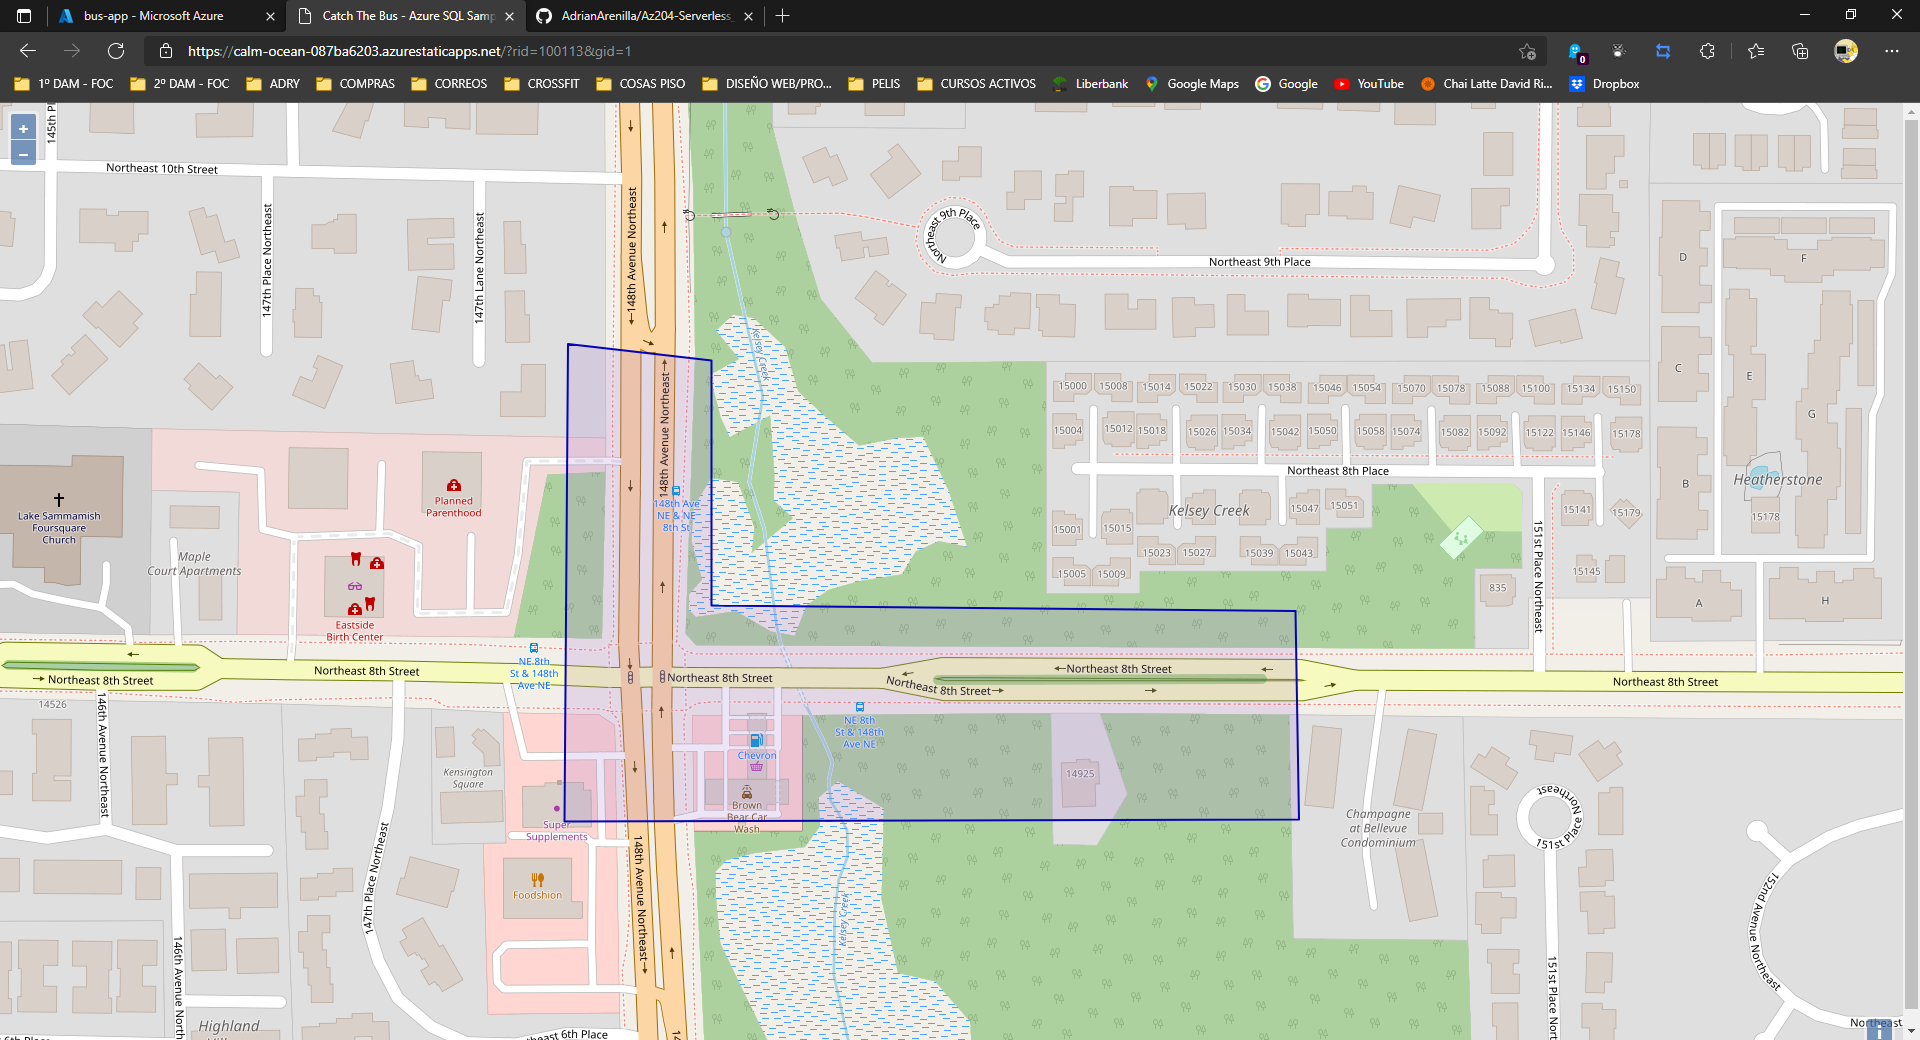 bus-app - Microsoft Azure
Catch The Bus - Azure SQL Samp
AdrianArenilla/Az204-Serverless_
https://calm-ocean-087ba6203.azurestaticapps.net/?rid=100113&gid=1
0
1º DAM - FOC
2º DAM - FOC
ADRY
COMPRAS
CORREOS
CROSSFIT
COSAS PISO
DISEÑO WEB/PRO...
PELIS
CURSOS ACTIVOS
Liberbank
Google Maps
Google
YouTube
Chai Latte David Ri...
Dropbox
+
−
145th Pl
Northeast 10th Street
147th Place Northeast
147th Lane Northeast
148th Avenue Northeast
148th Avenue Northeast
Northeast 9th Place
Northeast 9th Place
Kelsey Creek
D
F
C
E
G
B
A
H
15000
15008
15014
15022
15030
15038
15046
15054
15070
15078
15088
15100
15134
15150
15004
15012
15018
15026
15034
15042
15050
15058
15074
15082
15092
15122
15146
15178
Northeast 8th Place
Heatherstone
15178
Kelsey Creek
15047
15051
15001
15015
15023
15027
15039
15043
15005
15009
15141
15179
15145
835
151st Place Northeast
Planned
Parenthood
Lake Sammamish
Foursquare
Church
Maple
Court Apartments
Eastside
Birth Center
148th Ave
NE & NE
8th St
NE 8th
St & 148th
Ave NE
Northeast 8th Street
Northeast 8th Street
Northeast 8th Street
Northeast 8th Street
Northeast 8th Street
Northeast 8th Street
14526
146th Avenue Northeast
NE 8th
St & 148th
Ave NE
Chevron
Brown
Bear Car
Wash
14925
Kensington
Square
Super
Supplements
Foodshion
147th Place Northeast
148th Avenue Northeast
Kelsey Creek
Champagne
at Bellevue
Condominium
151st Place Northeast
151st Place Nort
152nd Avenue Northeast
146th Avenue North
Highland
theast 6th Place
Northeast
14
i